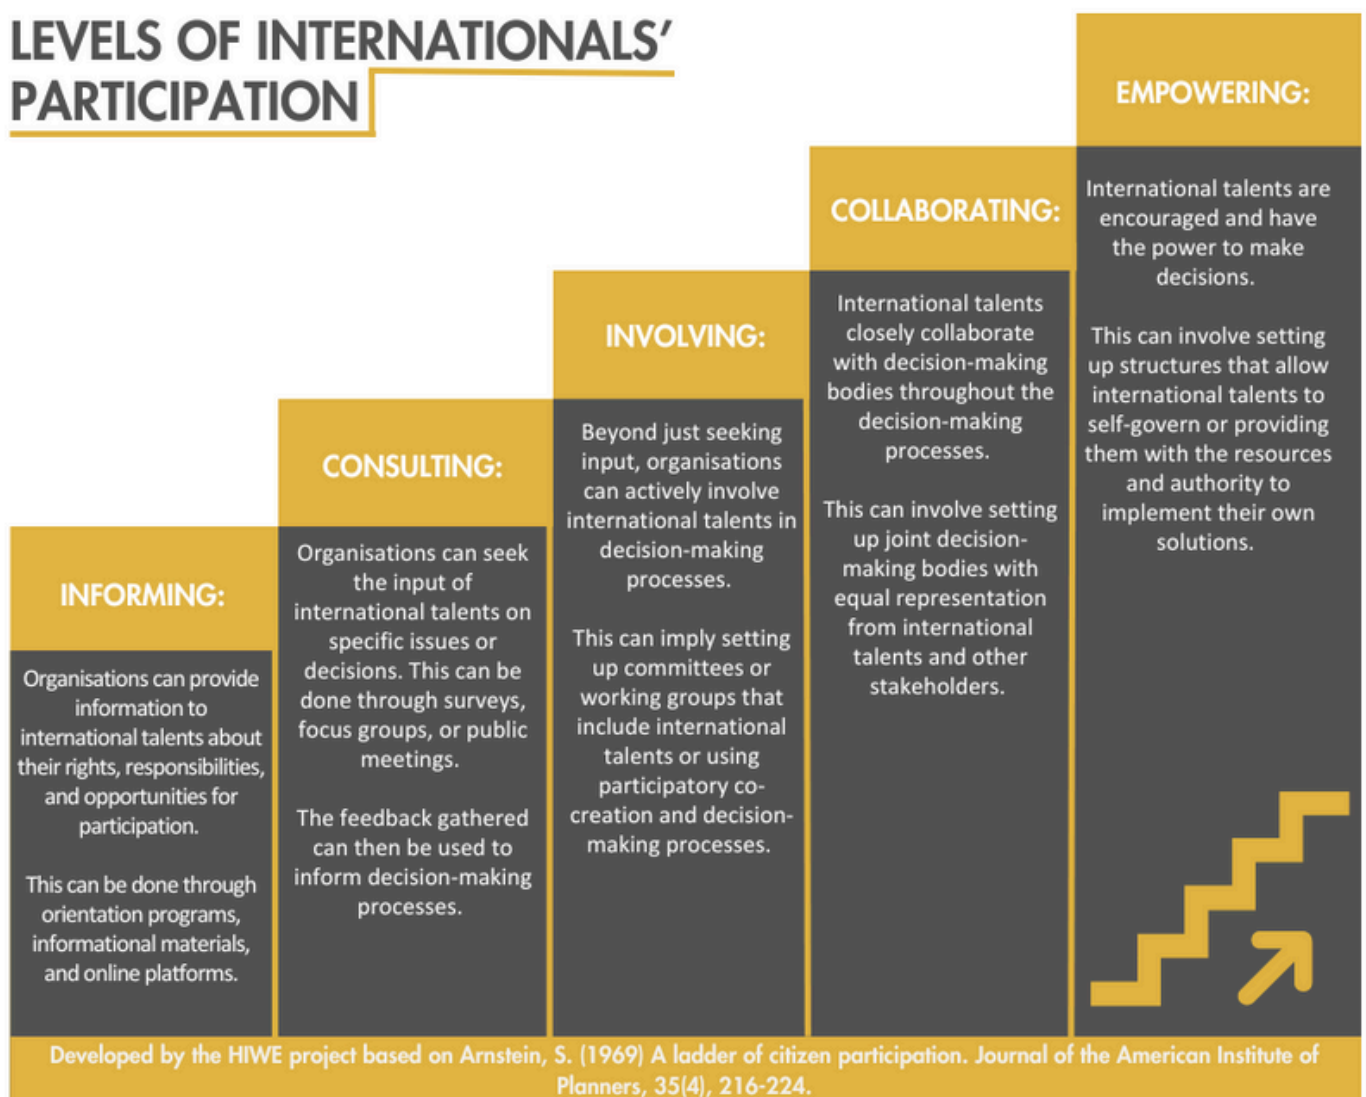 LEVELS OF INTERNATIONALS'
PARTICIPATION
INFORMING:
Organisations can provide
information to
international talents about
their rights, responsibilities,
and opportunities for
participation.
This can be done through
orientation programs,
informational materials,
and online platforms.
CONSULTING:
Organisations can seek
the input of
international talents on
specific issues or
decisions. This can be
done through surveys,
focus groups, or public
meetings.
The feedback gathered
can then be used to
inform decision-making
processes.
INVOLVING:
Beyond just seeking
input, organisations
can actively involve
international talents in
decision-making
processes.
This can imply setting
up committees or
working groups that
include international
talents or using
participatory co-
creation and decision-
making processes.
COLLABORATING:
International talents
closely collaborate
with decision-making
bodies throughout the
decision-making
processes.
This can involve setting
up joint decision-
making bodies with
equal representation
from international
talents and other
stakeholders.
EMPOWERING:
International talents are
encouraged and have
the power to make
decisions.
This can involve setting
up structures that allow
international talents to
self-govern or providing
them with the resources
and authority to
implement their own
solutions.
Developed by the HIWE project based on Arnstein, S. (1969) A ladder of citizen participation. Journal of the American Institute of
Planners, 35(4), 216-224.